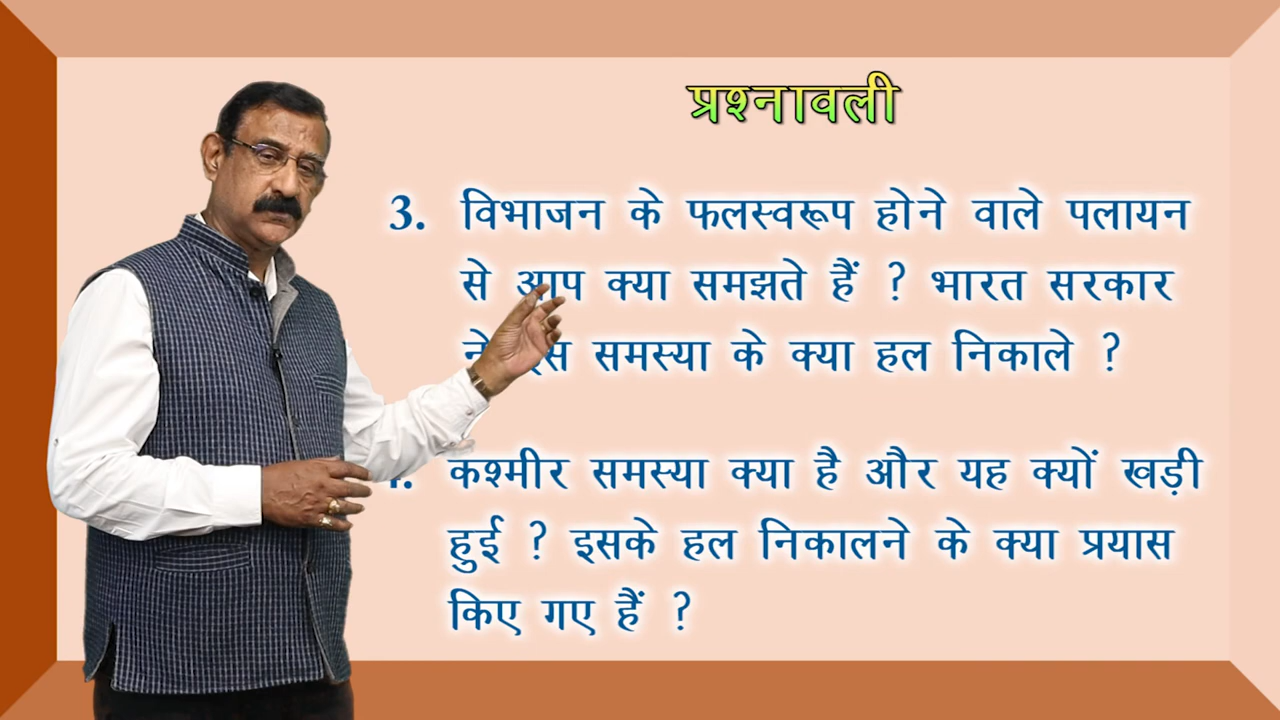 प्रश्नावली
3. विभाजन के फलस्वरूप होने वाले पलायन
से आप क्या समझते हैं ? भारत सरकार
ने इस समस्या के क्या हल निकाले ?
कश्मीर समस्या क्या है और यह क्यों खड़ी
हुई ? इसके हल निकालने के क्या प्रयास
किए गए हैं ?